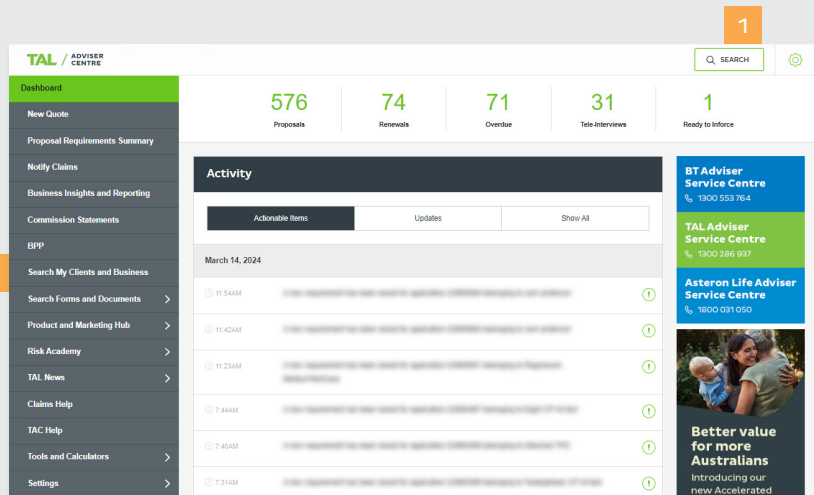 1
TAL / ADVISER
CENTRE
SEARCH
Dashboard
New Quote
Proposal Requirements Summary
Notify Claims
Business Insights and Reporting
Commission Statements
BPP
Search My Clients and Business
Search Forms and Documents
Product and Marketing Hub
Risk Academy
TAL News
Claims Help
TAC Help
Tools and Calculators
Settings
576
Proposals
74
Renewals
71
Overdue
31
Tele-Interviews
1
Ready to Inforce
Activity
Actionable Items
Updates
Show All
March 14, 2024
11:54AM
11:42AM
11:23AM
7:44AM
7:40AM
7:31AM
BT Adviser
Service Centre
1300 553 764
TAL Adviser
Service Centre
1300 286 937
Asteron Life Adviser
Service Centre
1800 031 050
Better value
for more
Australians
Introducing our
new Accelerated